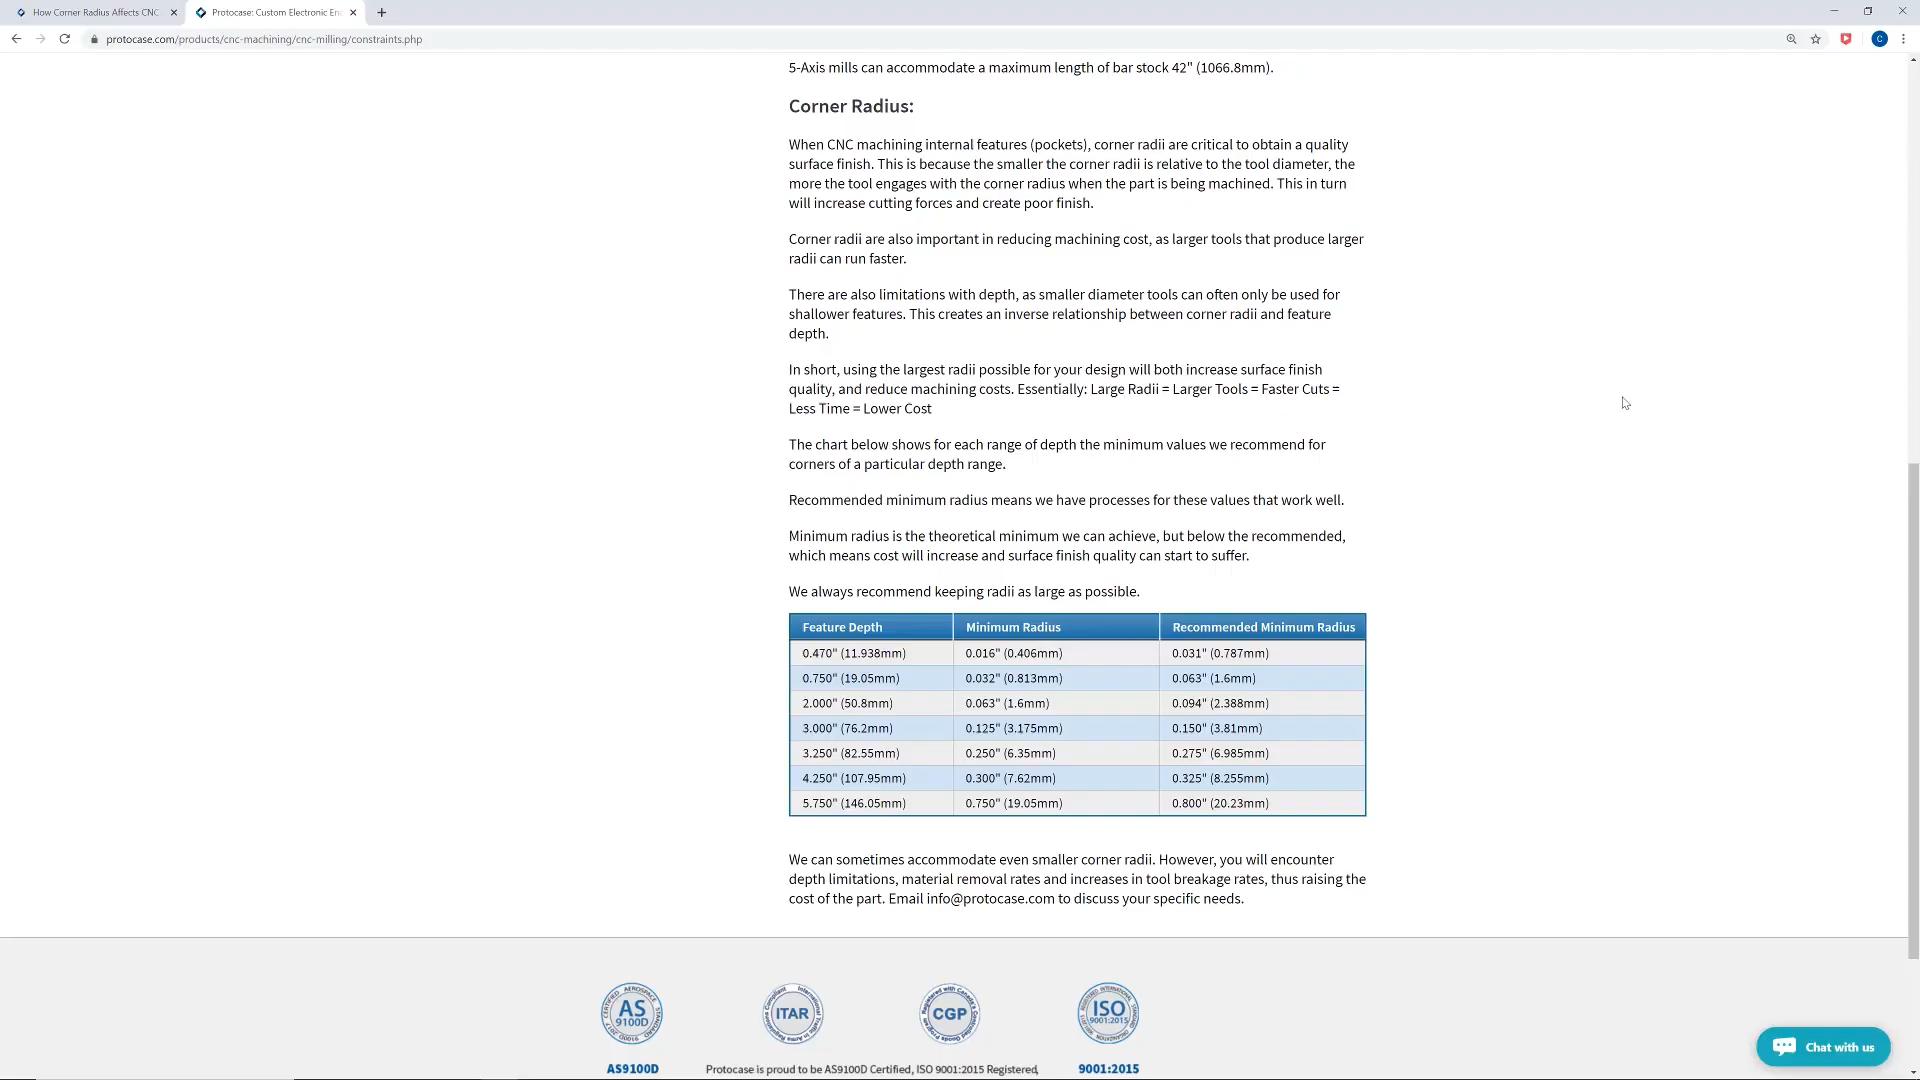 How Corner Radius Affects CNC
Protocase: Custom Electronic En
protocase.com/products/cnc-machining/cnc-milling/constraints.php
C
5-Axis mills can accommodate a maximum length of bar stock 42" (1066.8mm).
Corner Radius:
When CNC machining internal features (pockets), corner radii are critical to obtain a quality
surface finish. This is because the smaller the corner radii is relative to the tool diameter, the
more the tool engages with the corner radius when the part is being machined. This in turn
will increase cutting forces and create poor finish.
Corner radii are also important in reducing machining cost, as larger tools that produce larger
radii can run faster.
There are also limitations with depth, as smaller diameter tools can often only be used for
shallower features. This creates an inverse relationship between corner radii and feature
depth.
In short, using the largest radii possible for your design will both increase surface finish
quality, and reduce machining costs. Essentially: Large Radii = Larger Tools = Faster Cuts =
Less Time = Lower Cost
The chart below shows for each range of depth the minimum values we recommend for
corners of a particular depth range.
Recommended minimum radius means we have processes for these values that work well.
Minimum radius is the theoretical minimum we can achieve, but below the recommended,
which means cost will increase and surface finish quality can start to suffer.
We always recommend keeping radii as large as possible.
Feature Depth Minimum Radius Recommended Minimum Radius
0.470" (11.938mm) 0.016" (0.406mm) 0.031" (0.787mm)
0.750" (19.05mm) 0.032" (0.813mm) 0.063" (1.6mm)
2.000" (50.8mm) 0.063" (1.6mm) 0.094" (2.388mm)
3.000" (76.2mm) 0.125" (3.175mm) 0.150" (3.81mm)
3.250" (82.55mm) 0.250" (6.35mm) 0.275" (6.985mm)
4.250" (107.95mm) 0.300" (7.62mm) 0.325" (8.255mm)
5.750" (146.05mm) 0.750" (19.05mm) 0.800" (20.23mm)
We can sometimes accommodate even smaller corner radii. However, you will encounter
depth limitations, material removal rates and increases in tool breakage rates, thus raising the
cost of the part. Email info@protocase.com to discuss your specific needs.
AS 9100D
ITAR
CGP
ISO 9001:2015
Chat with us
AS9100D
Protocase is proud to be AS9100D Certified, ISO 9001:2015 Registered,
9001:2015